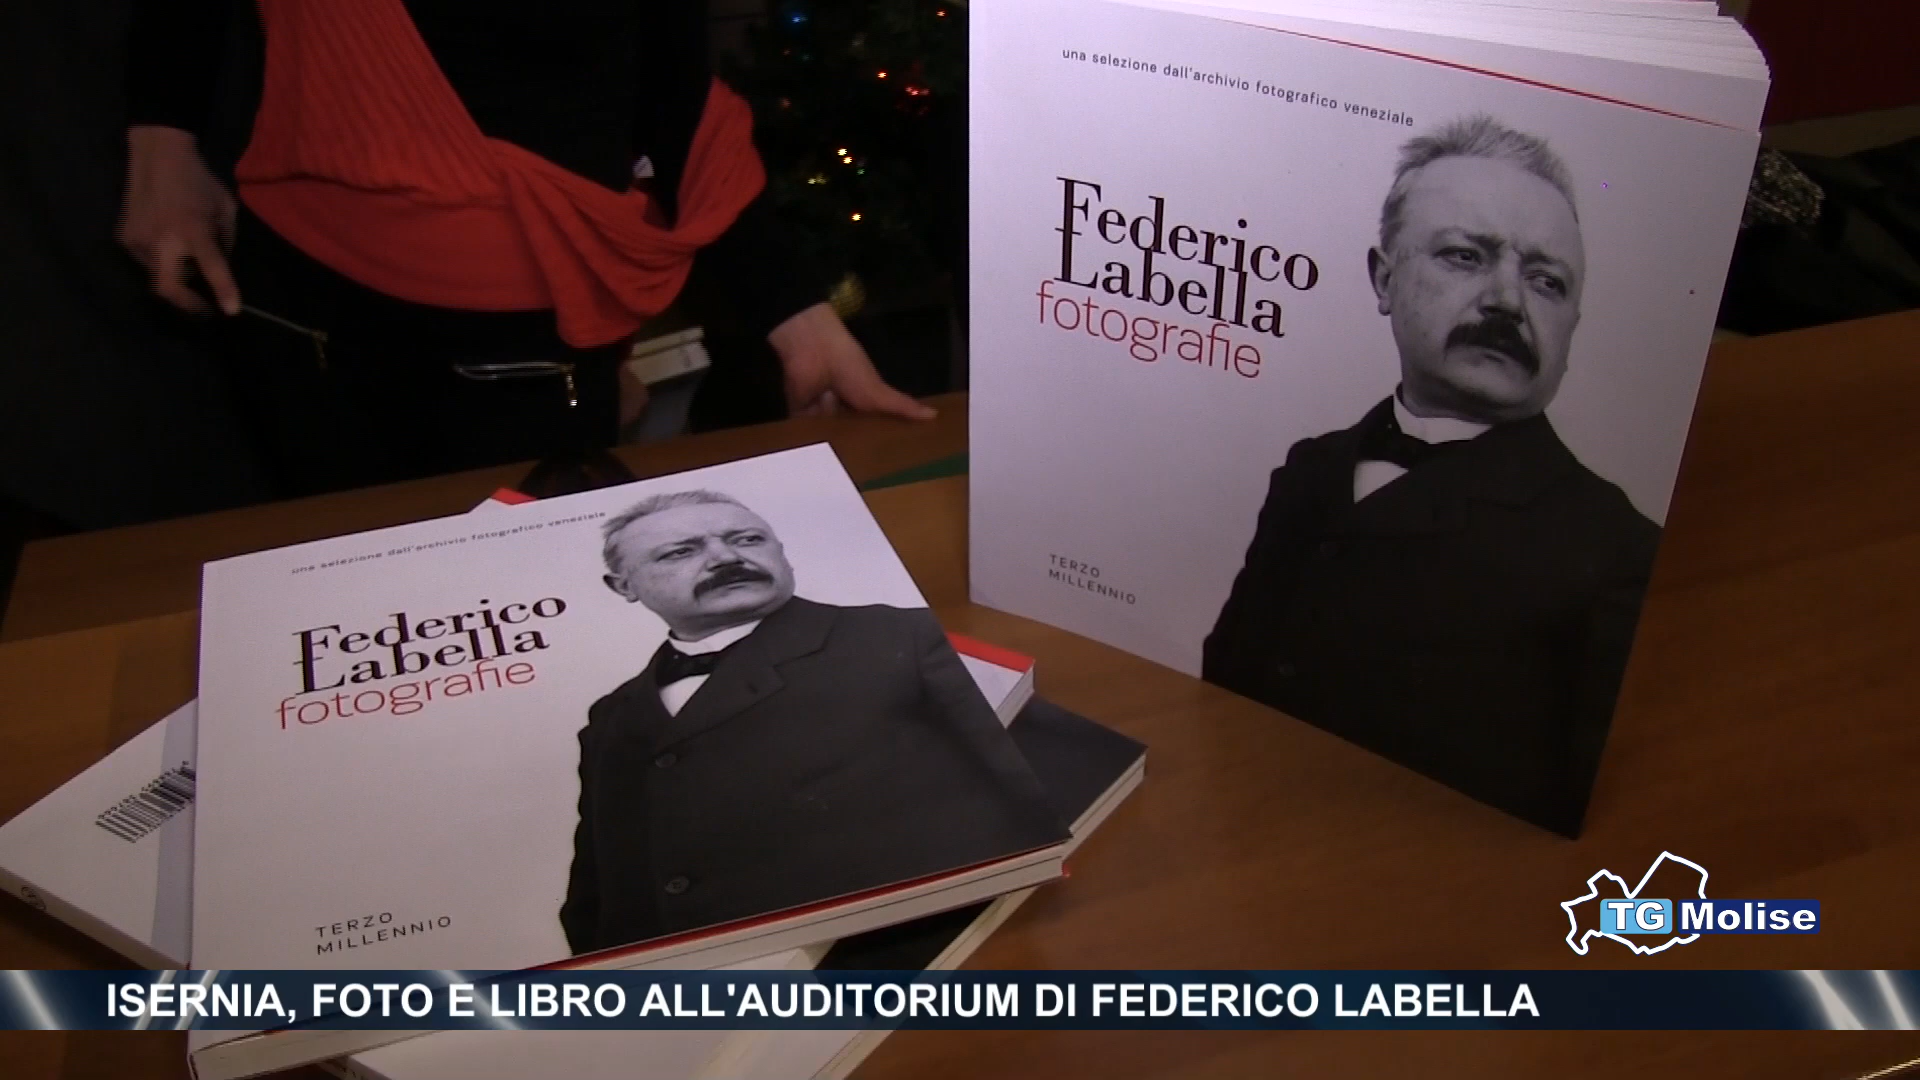 una selezione dall'archivio fotografico veneziale
Federico
Labella
fotografie
TERZO
MILLENNIO
una selezione dall'archivio fotografico veneziale
Federico
Labella
fotografie
TERZO
MILLENNIO
TG Molise
ISERNIA, FOTO E LIBRO ALL'AUDITORIUM DI FEDERICO LABELLA